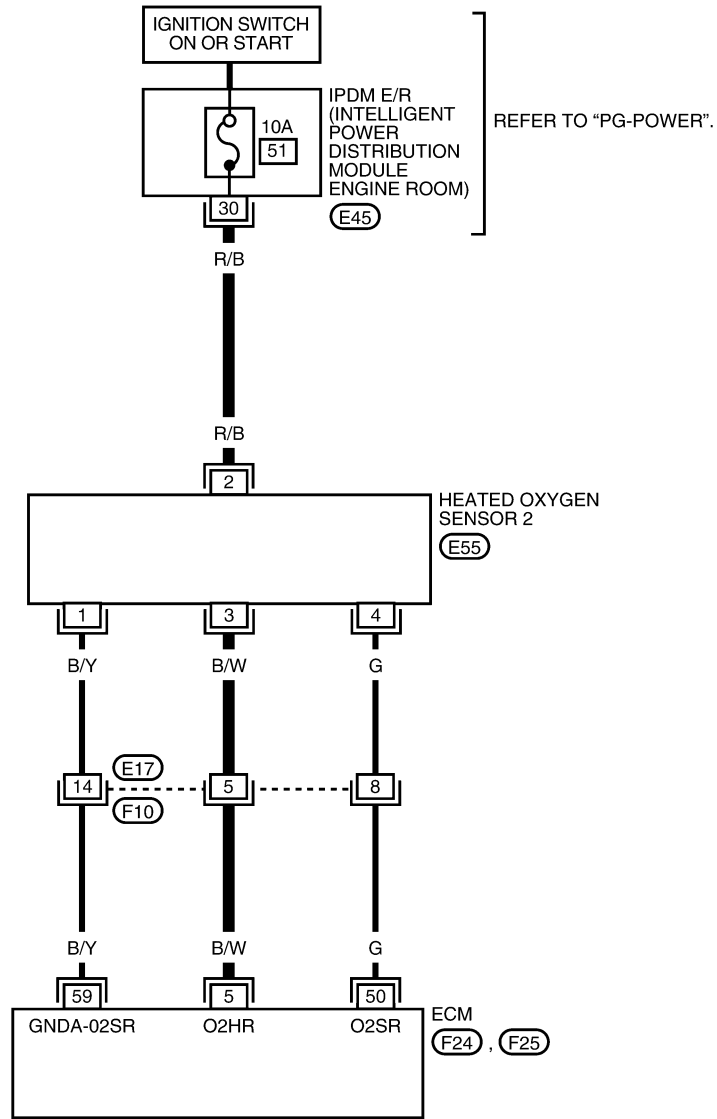 IGNITION SWITCH
ON OR START
IPDM E/R
(INTELLIGENT
POWER
DISTRIBUTION
MODULE
ENGINE ROOM)
E45
10A
51
REFER TO “PG-POWER”.
30
R/B
R/B
2
HEATED OXYGEN
SENSOR 2
E55
1
3
4
B/Y
B/W
G
E17
14
5
8
F10
B/Y
B/W
G
59
5
50
GNDA-02SR
O2HR
O2SR
ECM
F24 , F25